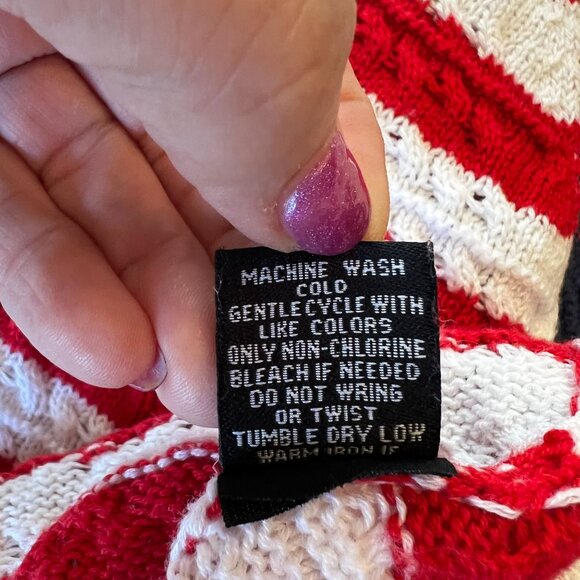 MACHINE WASH
COLD
GENTLE CYCLE WITH
LIKE COLORS
ONLY NON-CHLORINE
BLEACH IF NEEDED
DO NOT WRING
OR TWIST
TUMBLE DRY LOW
WARM IRON IF